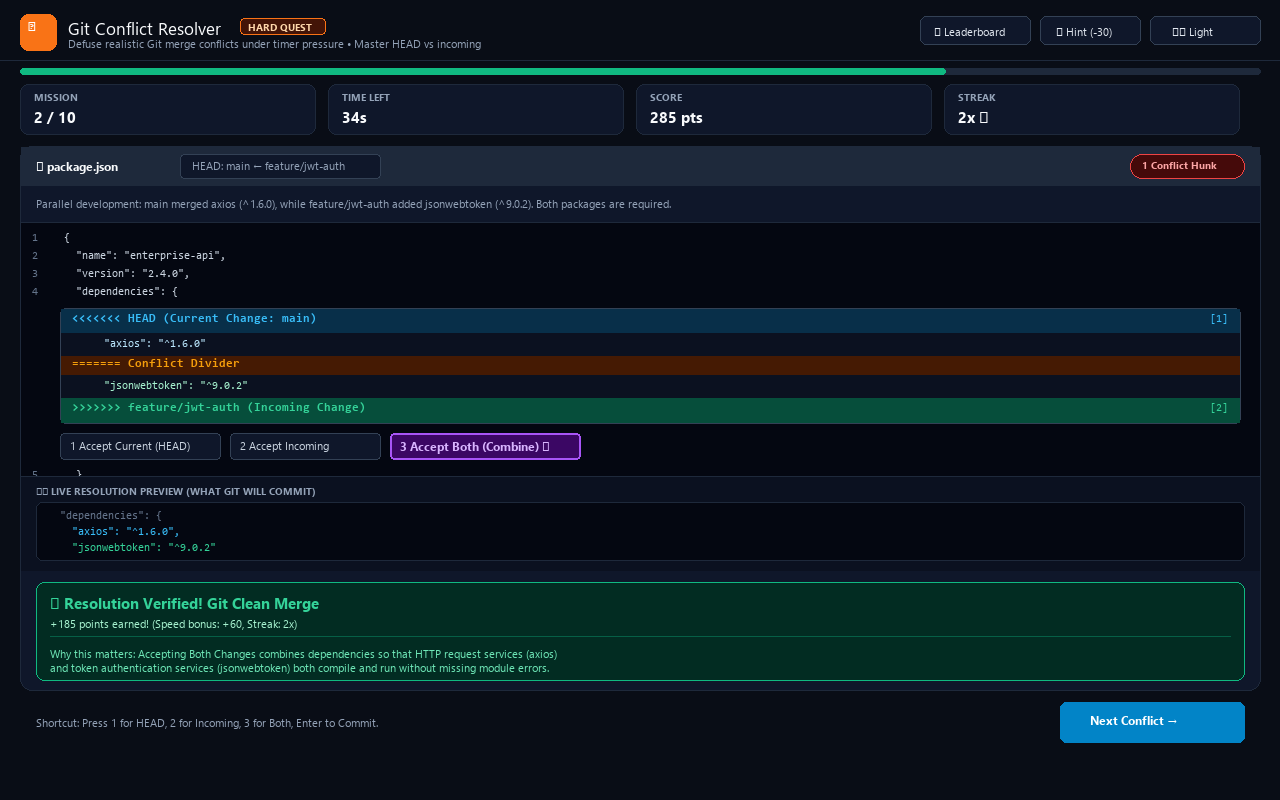 Git Conflict Resolver HARD QUEST
Defuse realistic Git merge conflicts under timer pressure • Master HEAD vs incoming
Leaderboard
Hint (-30)
Light
MISSION
2 / 10
TIME LEFT
34s
SCORE
285 pts
STREAK
2x
package.json
HEAD: main ← feature/jwt-auth
1 Conflict Hunk
Parallel development: main merged axios (^1.6.0), while feature/jwt-auth added jsonwebtoken (^9.0.2). Both packages are required.
1 {
2 "name": "enterprise-api",
3 "version": "2.4.0",
4 "dependencies": {
<<<<<<< HEAD (Current Change: main) [1]
"axios": "^1.6.0"
======= Conflict Divider
"jsonwebtoken": "^9.0.2"
>>>>>>> feature/jwt-auth (Incoming Change) [2]
1 Accept Current (HEAD)
2 Accept Incoming
3 Accept Both (Combine)
5 }
LIVE RESOLUTION PREVIEW (WHAT GIT WILL COMMIT)
"dependencies": {
"axios": "^1.6.0",
"jsonwebtoken": "^9.0.2"
Resolution Verified! Git Clean Merge
+185 points earned! (Speed bonus: +60, Streak: 2x)
Why this matters: Accepting Both Changes combines dependencies so that HTTP request services (axios)
and token authentication services (jsonwebtoken) both compile and run without missing module errors.
Shortcut: Press 1 for HEAD, 2 for Incoming, 3 for Both, Enter to Commit.
Next Conflict →